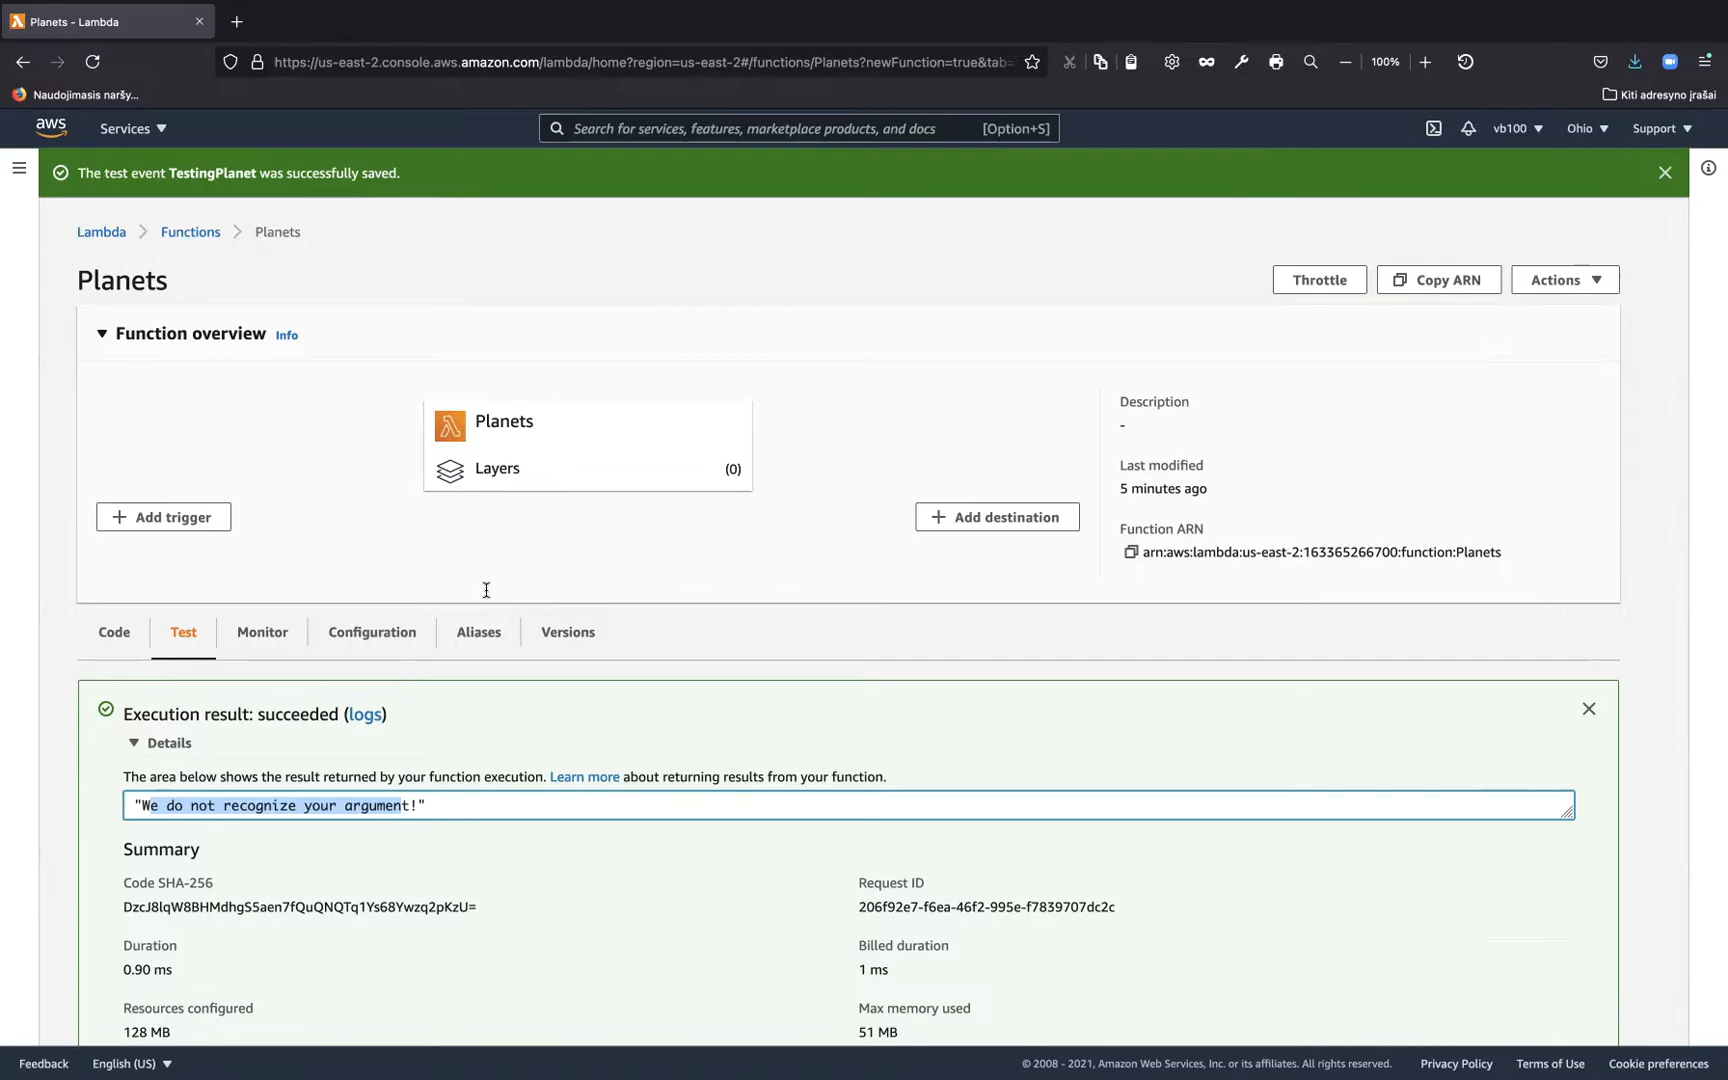 Planets - Lambda
https://us-east-2.console.aws.amazon.com/lambda/home?region=us-east-2#/functions/Planets?newFunction=true&tab=
100%
Naudojimasis naršy...
Kiti adresyno įrašai
aws
Services
Search for services, features, marketplace products, and docs [Option+S]
vb100
Ohio
Support
The test event TestingPlanet was successfully saved.
Lambda > Functions > Planets
Planets
Throttle
Copy ARN
Actions
Function overview Info
Planets
Layers (0)
Add trigger
Add destination
Description
-
Last modified
5 minutes ago
Function ARN
arn:aws:lambda:us-east-2:163365266700:function:Planets
Code
Test
Monitor
Configuration
Aliases
Versions
Execution result: succeeded (logs)
Details
The area below shows the result returned by your function execution. Learn more about returning results from your function.
"We do not recognize your argument!"
Summary
Code SHA-256
DzcJ8lqW8BHMdhgS5aen7fQuQNQTq1Ys68Ywzq2pKzU=
Request ID
206f92e7-f6ea-46f2-995e-f7839707dc2c
Duration
0.90 ms
Billed duration
1 ms
Resources configured
128 MB
Max memory used
51 MB
Feedback
English (US)
© 2008 - 2021, Amazon Web Services, Inc. or its affiliates. All rights reserved.
Privacy Policy
Terms of Use
Cookie preferences